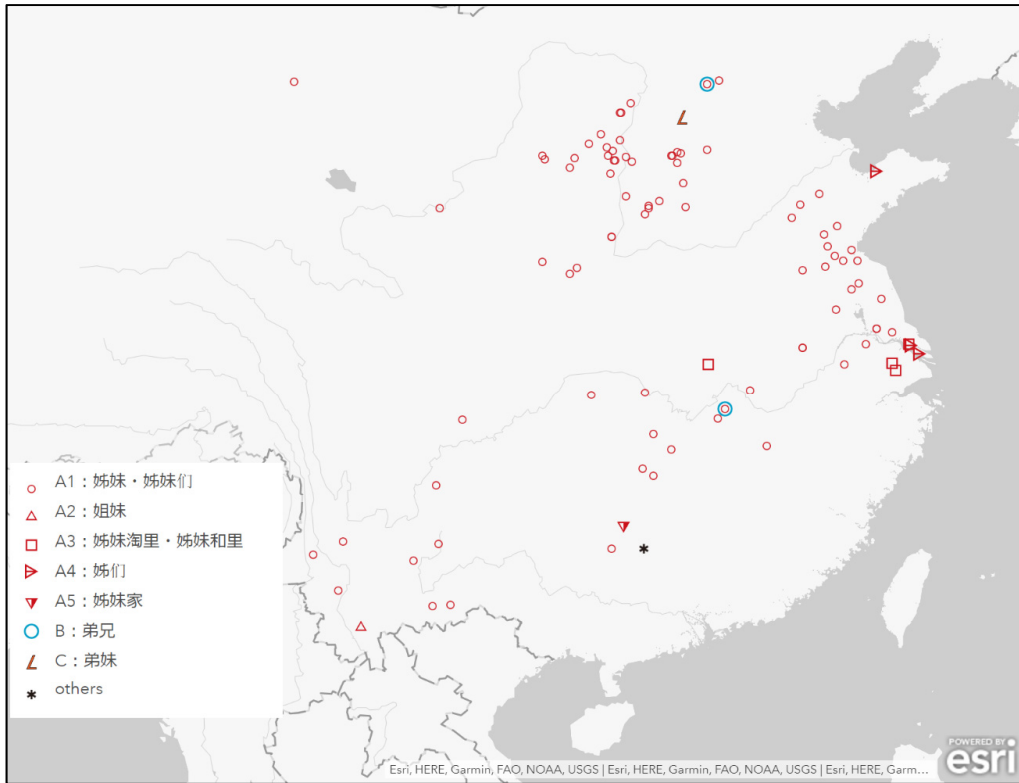 A1：姊妹・姊妹们
A2：姐妹
A3：姊妹淘里・姊妹和里
A4：姊们
A5：姊妹家
B：弟兄
C：弟妹
others
Esri, HERE, Garmin, FAO, NOAA, USGS | Esri, HERE, Garmin, FAO, NOAA, USGS | Esri, HERE, Garm...
POWERED BY
esri